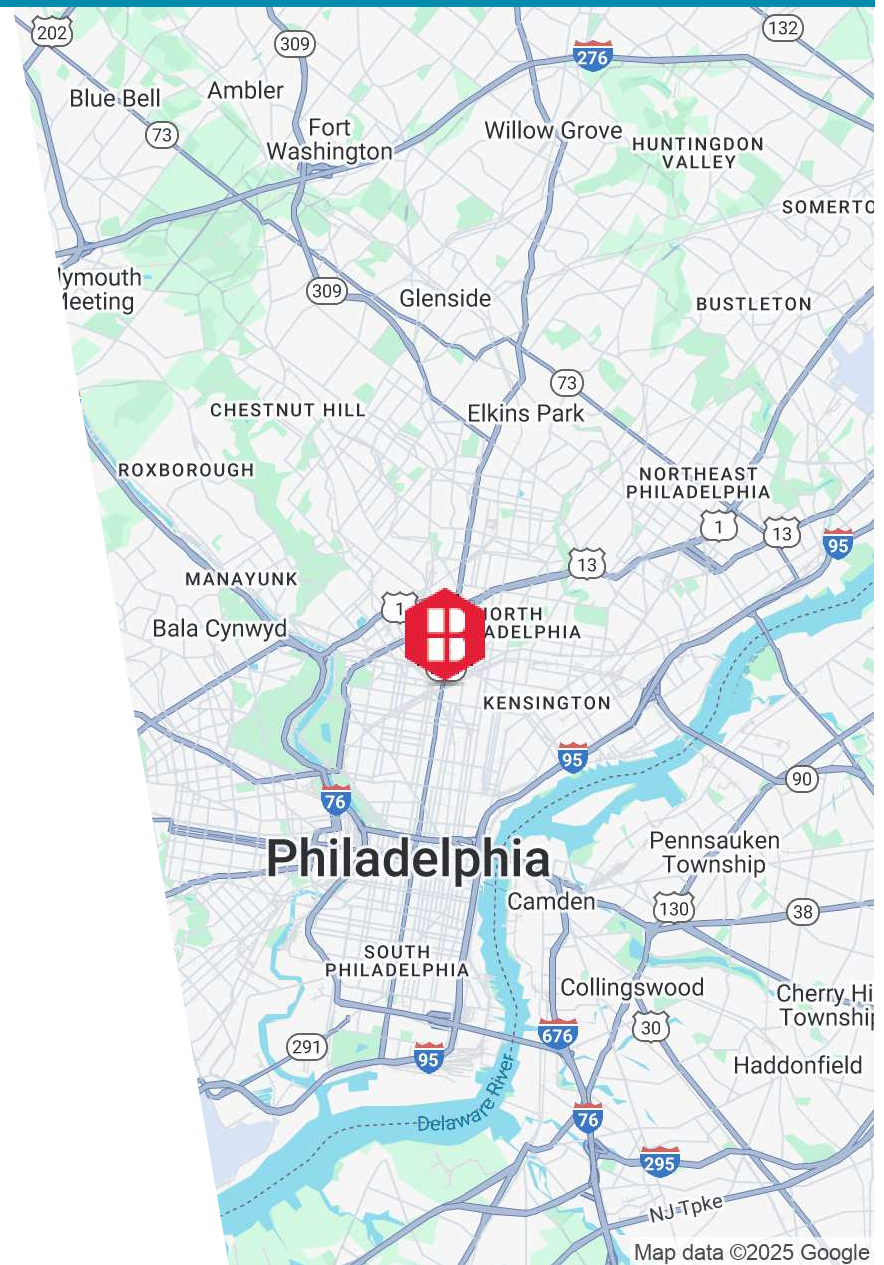 202
309
132
276
Ambler
Blue Bell
Fort
Washington
73
Willow Grove
HUNTINGDON
VALLEY
SOMERTO
lymouth
Meeting
309
Glenside
BUSTLETON
73
CHESTNUT HILL
Elkins Park
ROXBOROUGH
NORTHEAST
PHILADELPHIA
1
13
95
13
MANAYUNK
1
NORTH
ADELPHIA
Bala Cynwyd
KENSINGTON
95
90
76
Philadelphia
Pennsauken
Township
Camden
130
38
SOUTH
PHILADELPHIA
Collingswood
Cherry Hi
Township
30
676
291
95
Haddonfield
Delaware River
76
295
NJ Tpke
Map data ©2025 Google